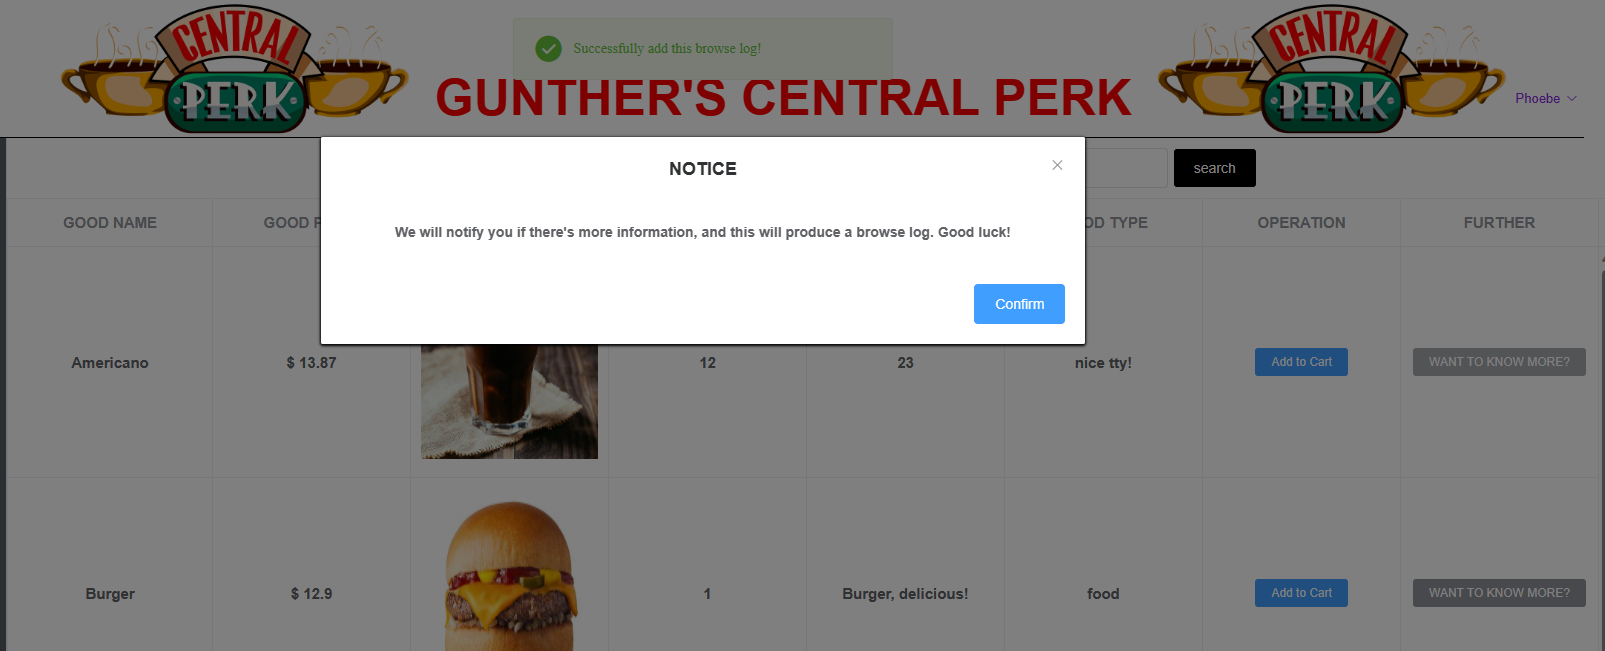 CENTRAL
PERK
Successfully add this browse log!
GUNTHER'S CENTRAL PERK
CENTRAL
PERK
Phoebe
NOTICE
We will notify you if there's more information, and this will produce a browse log. Good luck!
Confirm
search
GOOD NAME
GOOD P
OD TYPE
OPERATION
FURTHER
Americano
$ 13.87
12
23
nice tty!
Add to Cart
WANT TO KNOW MORE?
Burger
$ 12.9
1
Burger, delicious!
food
Add to Cart
WANT TO KNOW MORE?